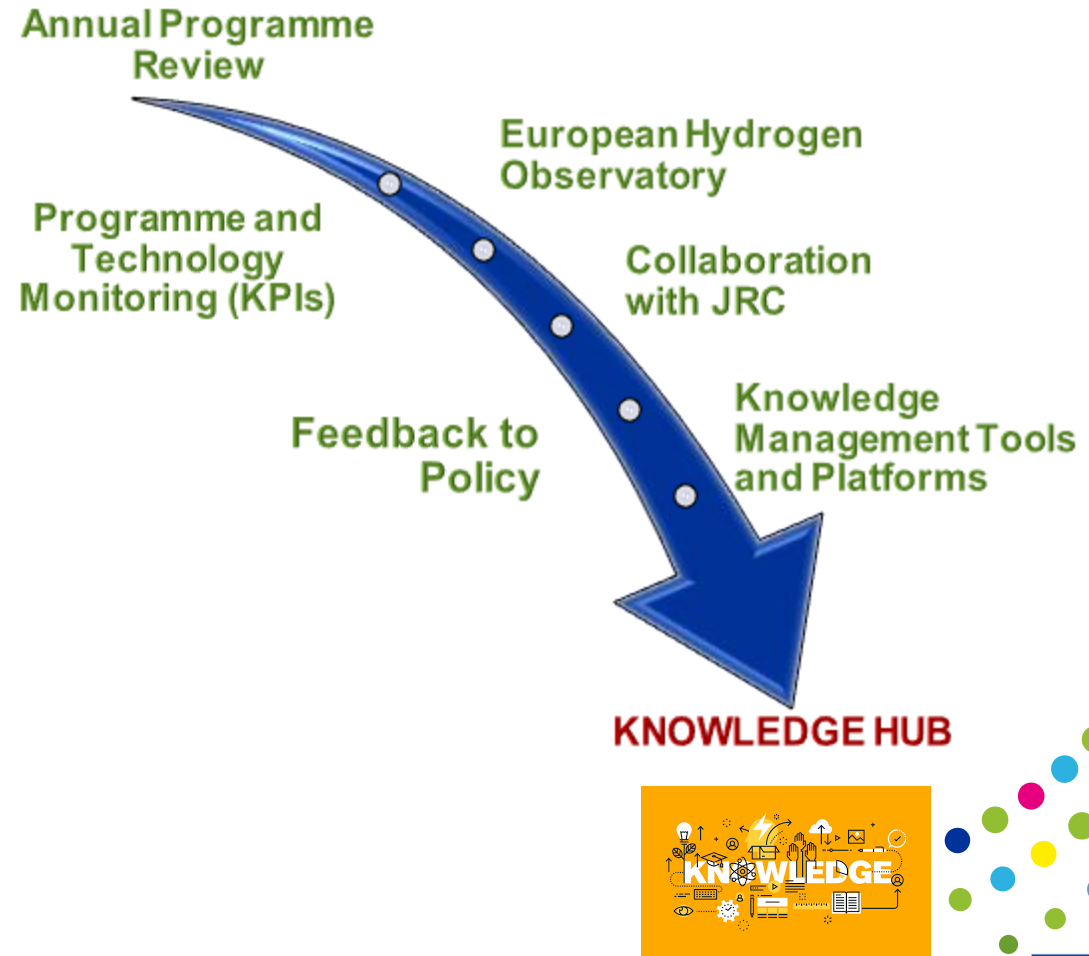 Annual Programme
Review
European Hydrogen
Observatory
Programme and
Technology
Monitoring (KPIs)
Collaboration
with JRC
Knowledge
Management Tools
and Platforms
Feedback to
Policy
KNOWLEDGE HUB
KNOWLEDGE